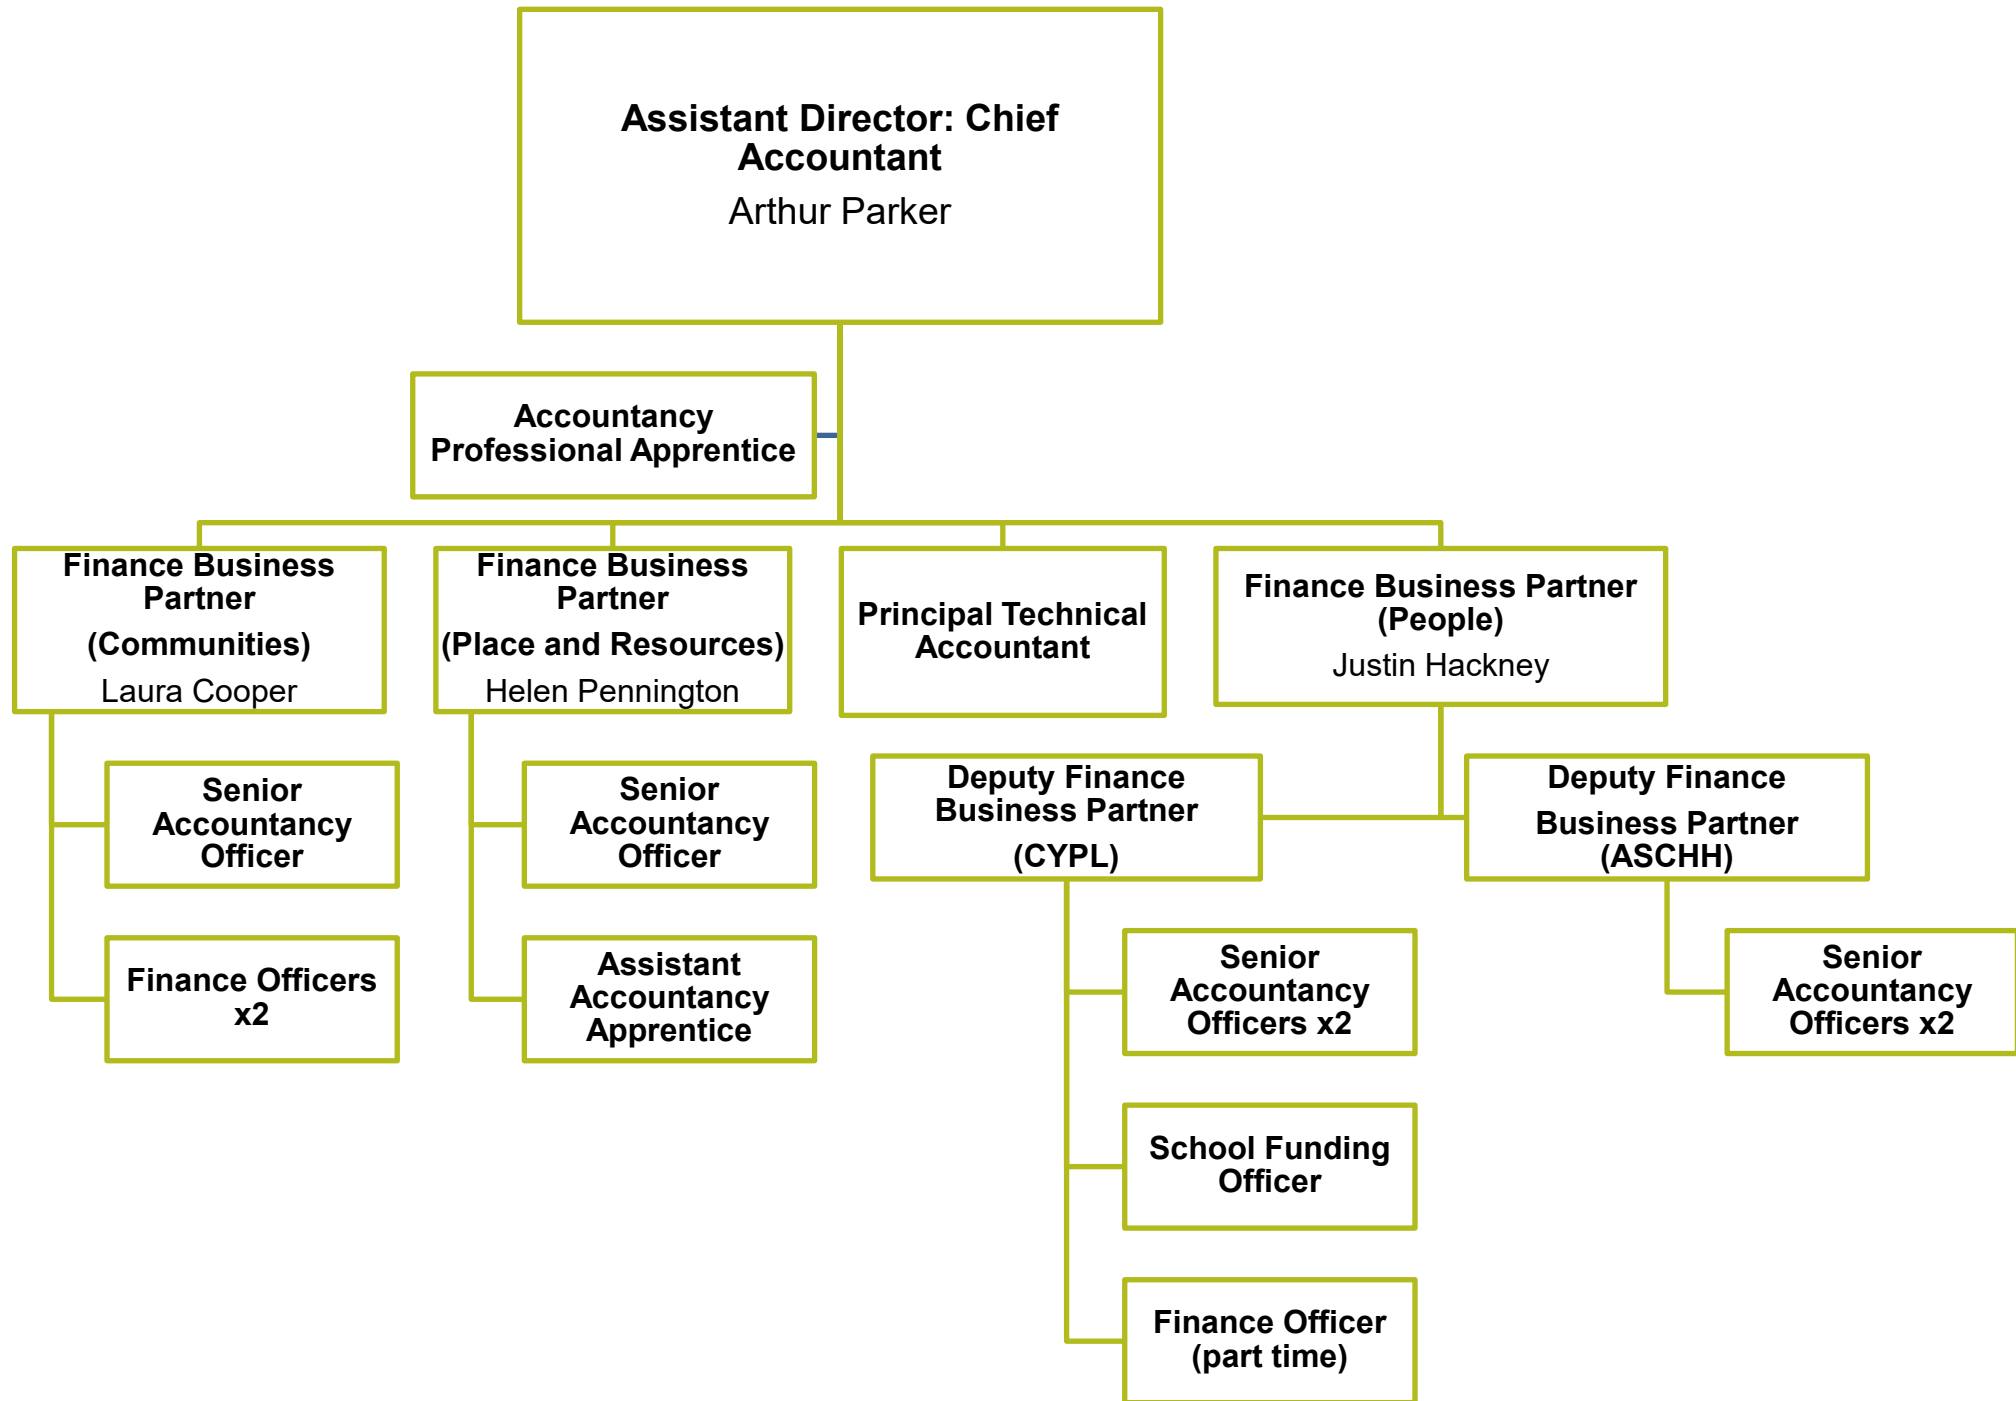 Assistant Director: Chief
Accountant
Arthur Parker
Accountancy
Professional Apprentice
Finance Business
Partner
(Communities)
Laura Cooper
Finance Business
Partner
(Place and Resources)
Helen Pennington
Principal Technical
Accountant
Finance Business Partner
(People)
Justin Hackney
Senior
Accountancy
Officer
Finance Officers
x2
Senior
Accountancy
Officer
Assistant
Accountancy
Apprentice
Deputy Finance
Business Partner
(CYPL)
Deputy Finance
Business Partner
(ASCHH)
Senior
Accountancy
Officers x2
School Funding
Officer
Finance Officer
(part time)
Senior
Accountancy
Officers x2